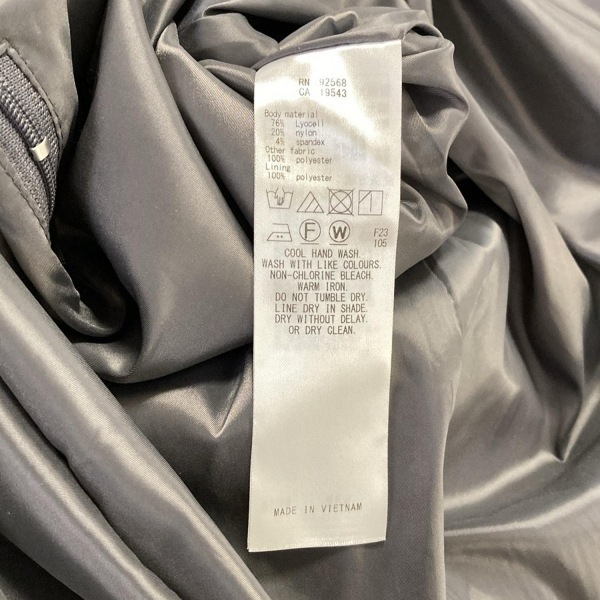 RN 92568
CA 19543
Body material
76% Lyocell
20% nylon
4% spandex
Other fabric
100% polyester
Lining
100% polyester
F W F23
105
COOL HAND WASH.
WASH WITH LIKE COLOURS.
NON-CHLORINE BLEACH.
WARM IRON.
DO NOT TUMBLE DRY.
LINE DRY IN SHADE.
DRY WITHOUT DELAY.
OR DRY CLEAN.
MADE IN VIETNAM